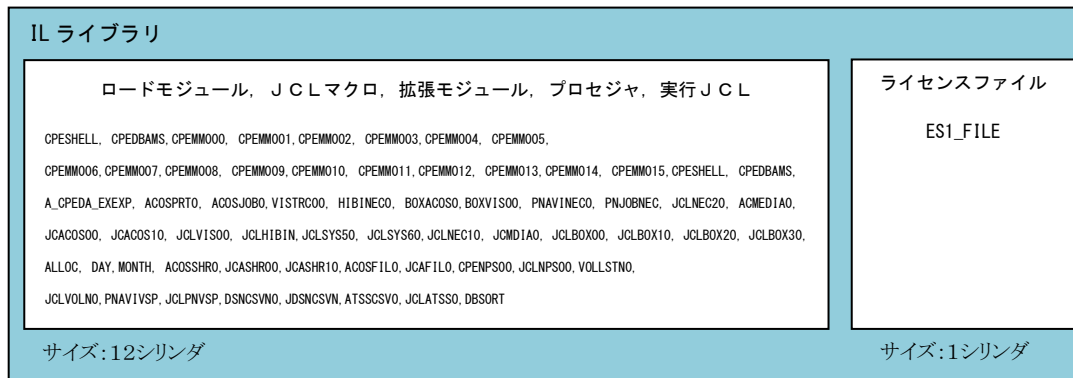 IL ライブラリ
ロードモジュール, ＪＣＬマクロ, 拡張モジュール, プロセジャ, 実行ＪＣＬ
CPESHELL, CPEDBAMS,CPEMM000, CPEMM001,CPEMM002, CPEMM003,CPEMM004, CPEMM005,
CPEMM006,CPEMM007,CPEMM008, CPEMM009,CPEMM010, CPEMM011,CPEMM012, CPEMM013,CPEMM014, CPEMM015,CPESHELL, CPEDBAMS,
A_CPEDA_EXEXP, ACOSPRT0, ACOSJOB0,VISTRC00, HIBINEC0, BOXACOS0,BOXVIS00, PNAVINEC0, PNJOBNEC, JCLNEC20, ACMEDIA0,
JCACOS00, JCACOS10, JCLVIS00, JCLHIBIN,JCLSYS50, JCLSYS60,JCLNEC10, JCMDIA0, JCLBOX00, JCLBOX10, JCLBOX20, JCLBOX30,
ALLOC, DAY,MONTH, ACOSSHR0,JCASHR00,JCASHR10,ACOSFIL0,JCAFIL0,CPENPS00,JCLNPS00,VOLLSTN0,
JCLVOLN0,PNAVIVSP,JCLPNVSP,DSNCSVN0,JDSNCSVN,ATSSCSV0,JCLATSS0,DBSORT
サイズ:12シリンダ
ライセンスファイル
ES1_FILE
サイズ:1シリンダ